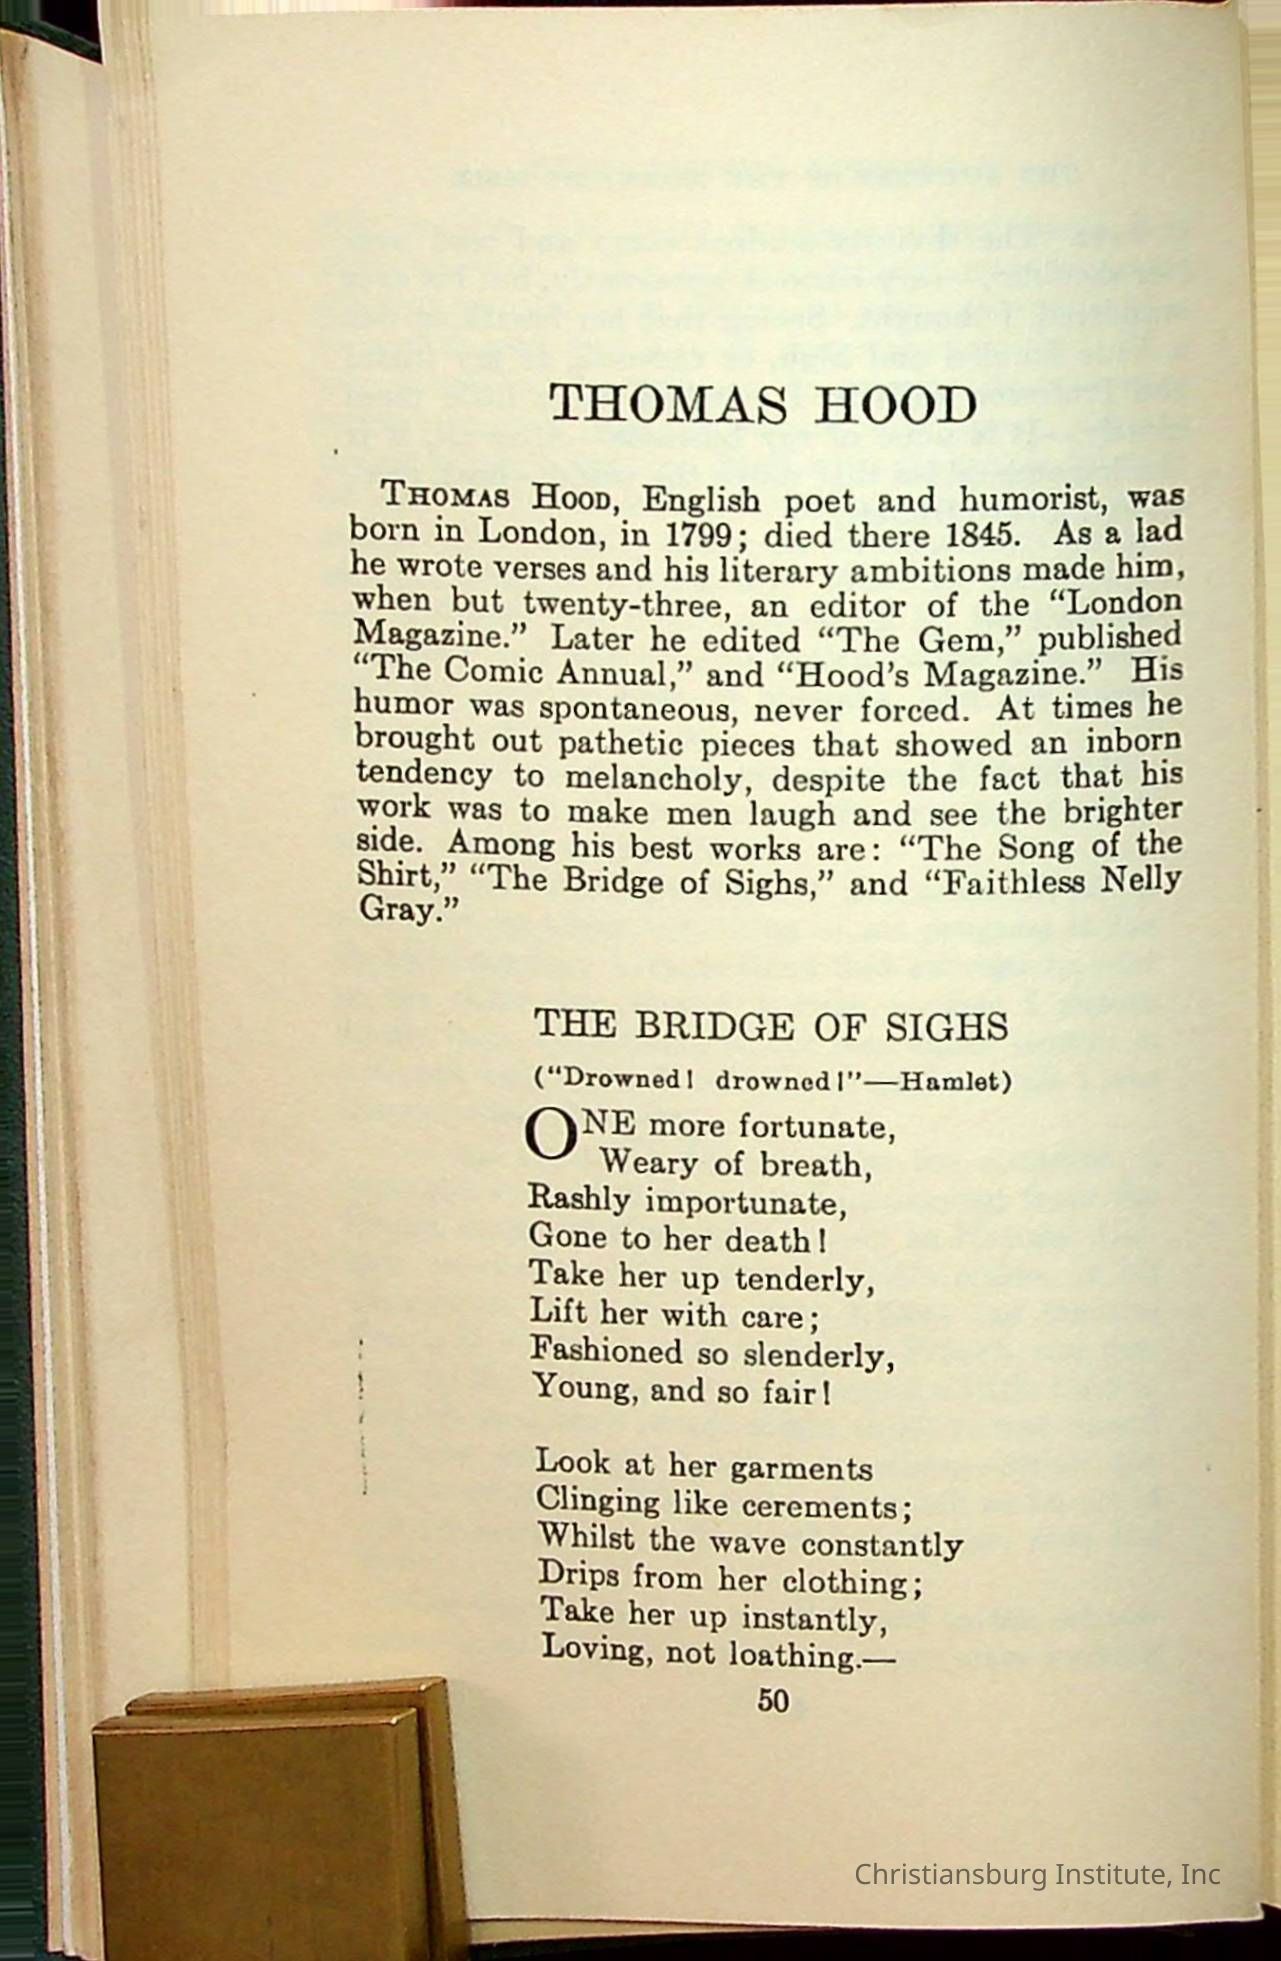 THOMAS HOOD
THOMAS HOOD, English poet and humorist, was
born in London, in 1799; died there 1845. As a lad
he wrote verses and his literary ambitions made him,
when but twenty-three, an editor of the “London
Magazine.” Later he edited “The Gem,” published
“The Comic Annual,” and “Hood’s Magazine.” His
humor was spontaneous, never forced. At times he
brought out pathetic pieces that showed an inborn
tendency to melancholy, despite the fact that his
work was to make men laugh and see the brighter
side. Among his best works are: “The Song of the
Shirt,” “The Bridge of Sighs,” and “Faithless Nelly
Gray.”
THE BRIDGE OF SIGHS
(“Drowned! drowned!”—Hamlet)
ONE more fortunate,
Weary of breath,
Rashly importunate,
Gone to her death!
Take her up tenderly,
Lift her with care;
Fashioned so slenderly,
Young, and so fair!
Look at her garments
Clinging like cerements;
Whilst the wave constantly
Drips from her clothing;
Take her up instantly,
Loving, not loathing.—
50
Christiansburg Institute, Inc